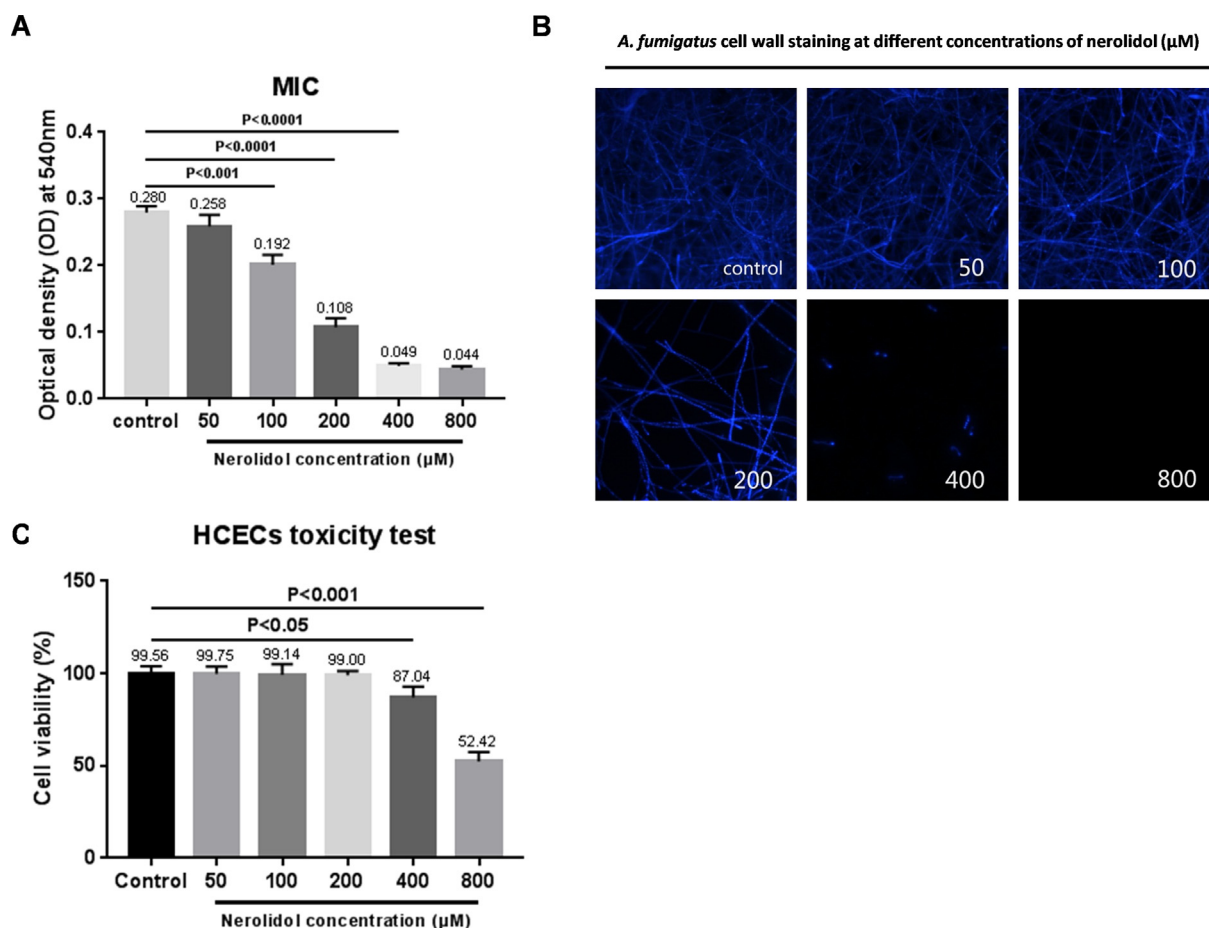 A
MIC
P<0.0001
P<0.0001
P<0.001
0.280
0.258
0.192
0.108
0.049
0.044
Optical density (OD) at 540nm
0.4
0.3
0.2
0.1
0.0
control 50 100 200 400 800
Nerolidol concentration (µM)
B
A. fumigatus cell wall staining at different concentrations of nerolidol (µM)
control
50
100
200
400
800
C
HCECs toxicity test
P<0.001
P<0.05
99.56
99.75
99.14
99.00
87.04
52.42
Cell viability (%)
150
100
50
0
Control 50 100 200 400 800
Nerolidol concentration (µM)